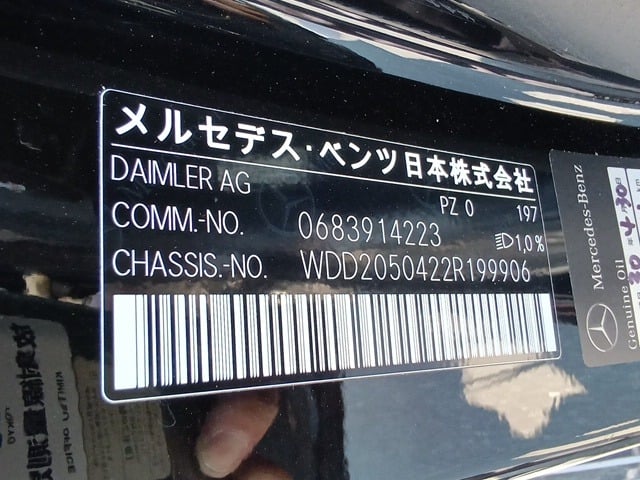 メルセデス・ベンツ日本株式会社
DAIMLER AG
PZ 0 197
COMM.-NO. 0683914223 1,0%
CHASSIS.-NO. WDD2050422R199906
Mercedes-Benz
Genuine Oil